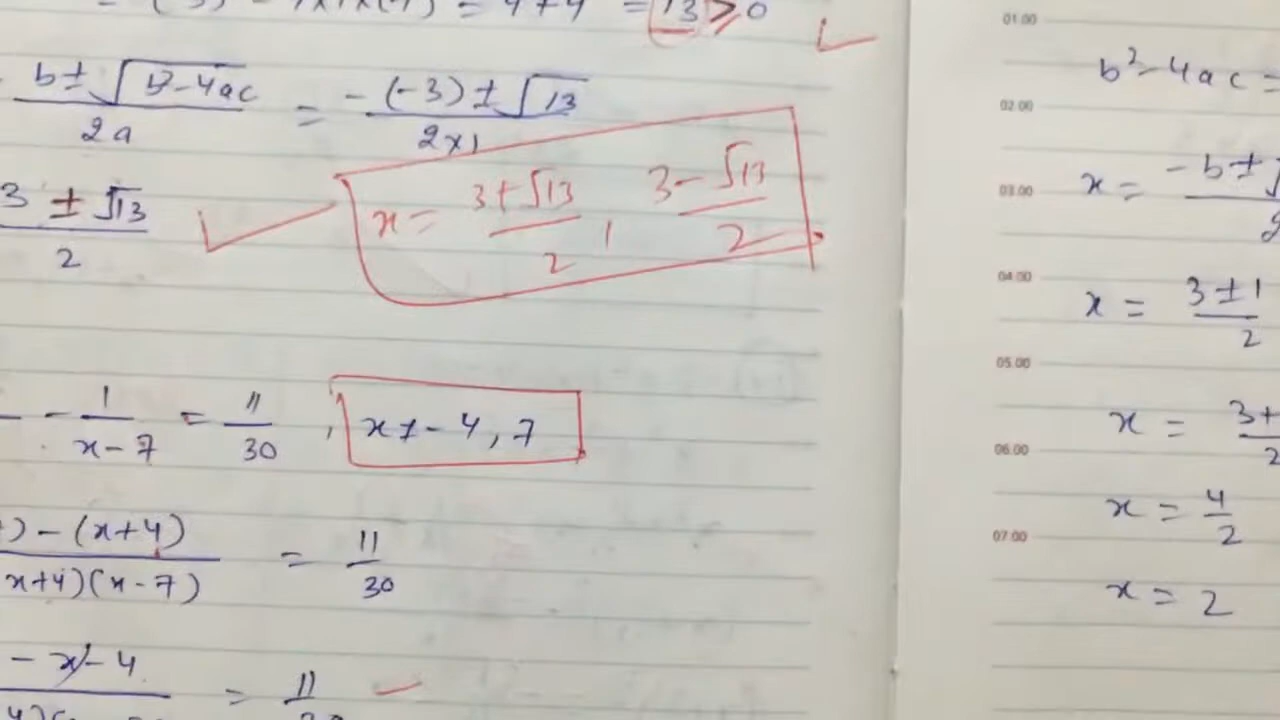 = 13 ≥ 0
b ± √b²-4ac / 2a = -(-3) ± √13 / 2×1
3 ± √13 / 2
x = 3+√13 / 2 , 3-√13 / 2
- 1 / x-7 = 11 / 30 , x ≠ -4, 7
) - (x+4) / x+4)(x-7) = 11 / 30
- x - 4 = 11
01.00
b²-4ac =
02.00
x = -b ±
03.00
04.00
x = 3 ± 1 / 2
05.00
x = 3+ / 2
06.00
x = 4 / 2
07.00
x = 2